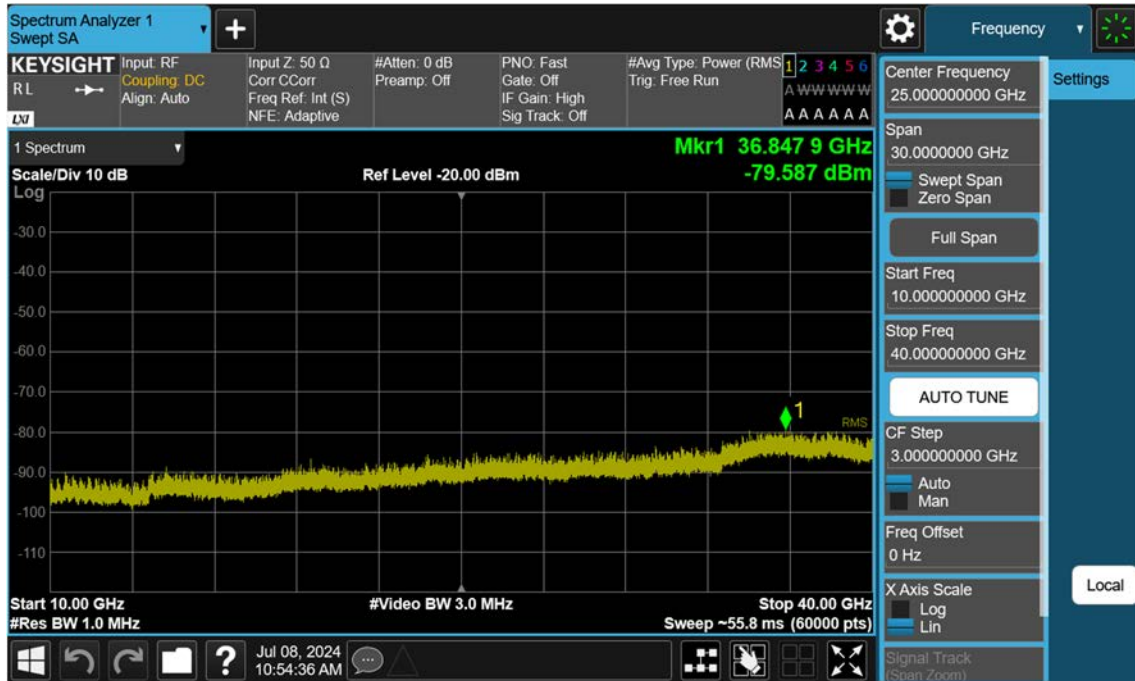 Spectrum Analyzer 1
Swept SA
+
Frequency
KEYSIGHT
RL
LXI
Input: RF
Coupling: DC
Align: Auto
Input Z: 50 Ω
Corr CCorr
Freq Ref: Int (S)
NFE: Adaptive
#Atten: 0 dB
Preamp: Off
PNO: Fast
Gate: Off
IF Gain: High
Sig Track: Off
#Avg Type: Power (RMS
Trig: Free Run
1 2 3 4 5 6
A W W W W W
A A A A A A
1 Spectrum
Mkr1 36.847 9 GHz
-79.587 dBm
Scale/Div 10 dB
Ref Level -20.00 dBm
Log
-30.0
-40.0
-50.0
-60.0
-70.0
-80.0
-90.0
-100
-110
1
RMS
Start 10.00 GHz
#Video BW 3.0 MHz
Stop 40.00 GHz
#Res BW 1.0 MHz
Sweep ~55.8 ms (60000 pts)
?
Jul 08, 2024
10:54:36 AM
Center Frequency
25.000000000 GHz
Span
30.0000000 GHz
Swept Span
Zero Span
Full Span
Start Freq
10.000000000 GHz
Stop Freq
40.000000000 GHz
AUTO TUNE
CF Step
3.000000000 GHz
Auto
Man
Freq Offset
0 Hz
X Axis Scale
Log
Lin
Signal Track
(Span Zoom)
Settings
Local